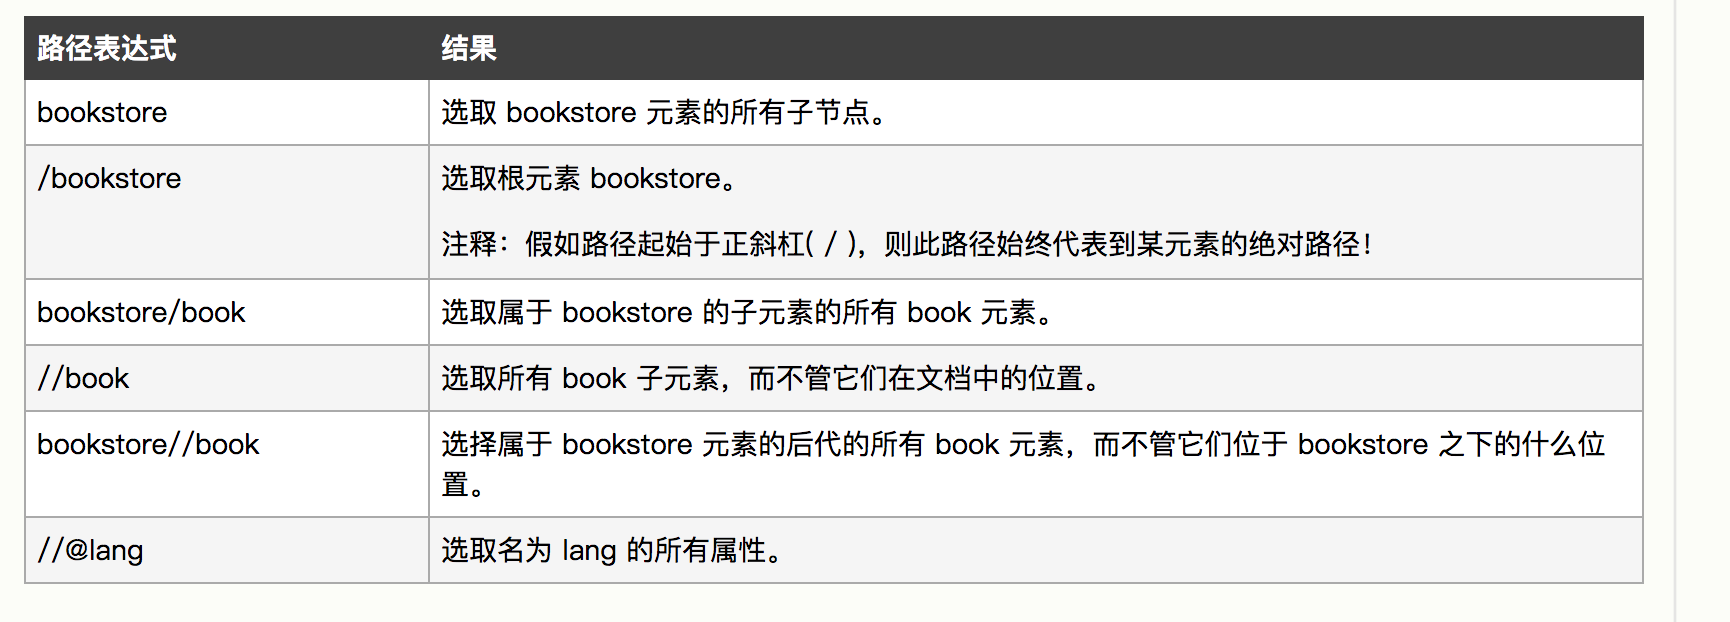 路径表达式 结果
bookstore 选取 bookstore 元素的所有子节点。
/bookstore 选取根元素 bookstore。
注释：假如路径起始于正斜杠( / )，则此路径始终代表到某元素的绝对路径！
bookstore/book 选取属于 bookstore 的子元素的所有 book 元素。
//book 选取所有 book 子元素，而不管它们在文档中的位置。
bookstore//book 选择属于 bookstore 元素的后代的所有 book 元素，而不管它们位于 bookstore 之下的什么位
置。
//@lang 选取名为 lang 的所有属性。